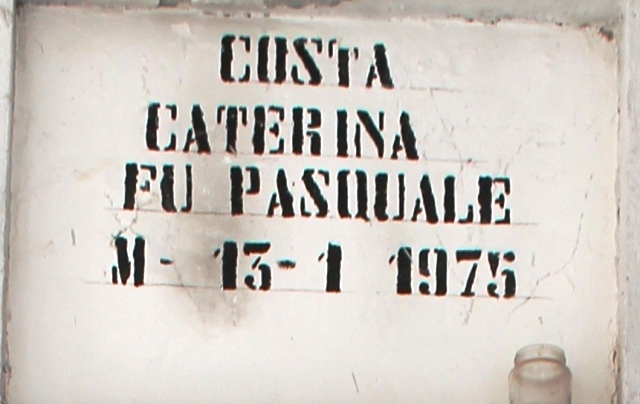 COSTA
CATERINA
FU PASQUALE
M- 13-1 1975